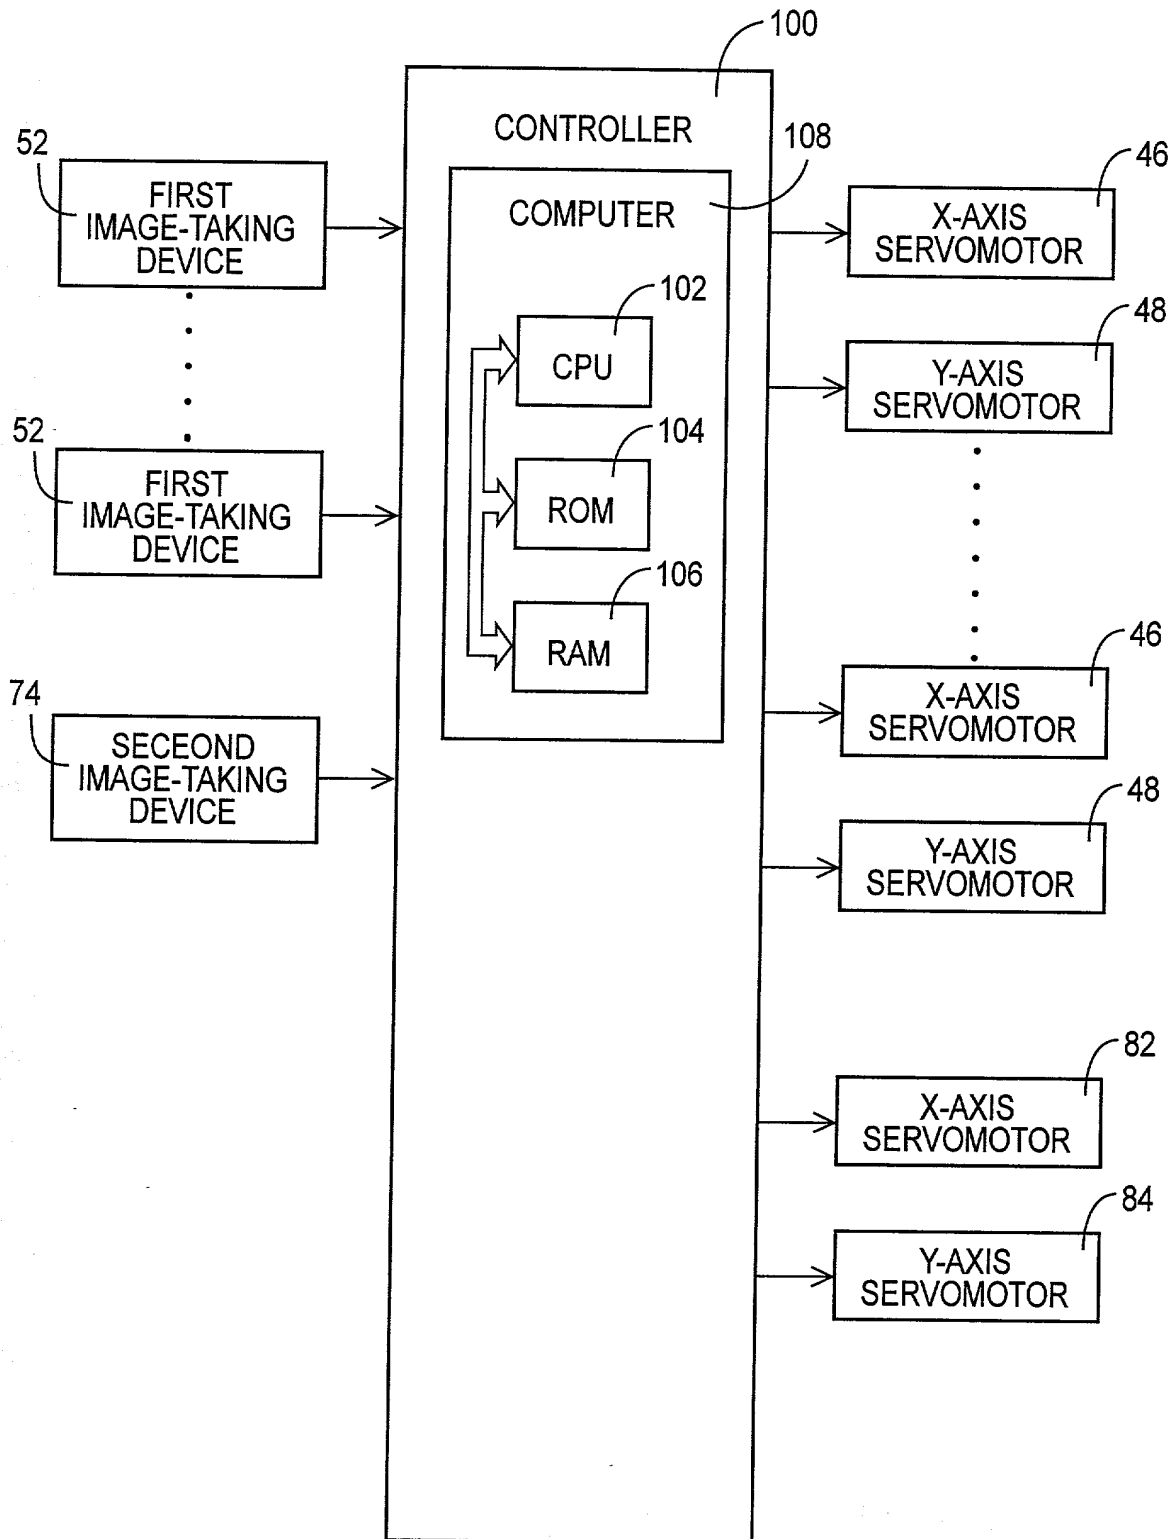 100
CONTROLLER
108
COMPUTER
102
CPU
104
ROM
106
RAM
52
FIRST
IMAGE-TAKING
DEVICE
52
FIRST
IMAGE-TAKING
DEVICE
74
SECEOND
IMAGE-TAKING
DEVICE
46
X-AXIS
SERVOMOTOR
48
Y-AXIS
SERVOMOTOR
46
X-AXIS
SERVOMOTOR
48
Y-AXIS
SERVOMOTOR
82
X-AXIS
SERVOMOTOR
84
Y-AXIS
SERVOMOTOR